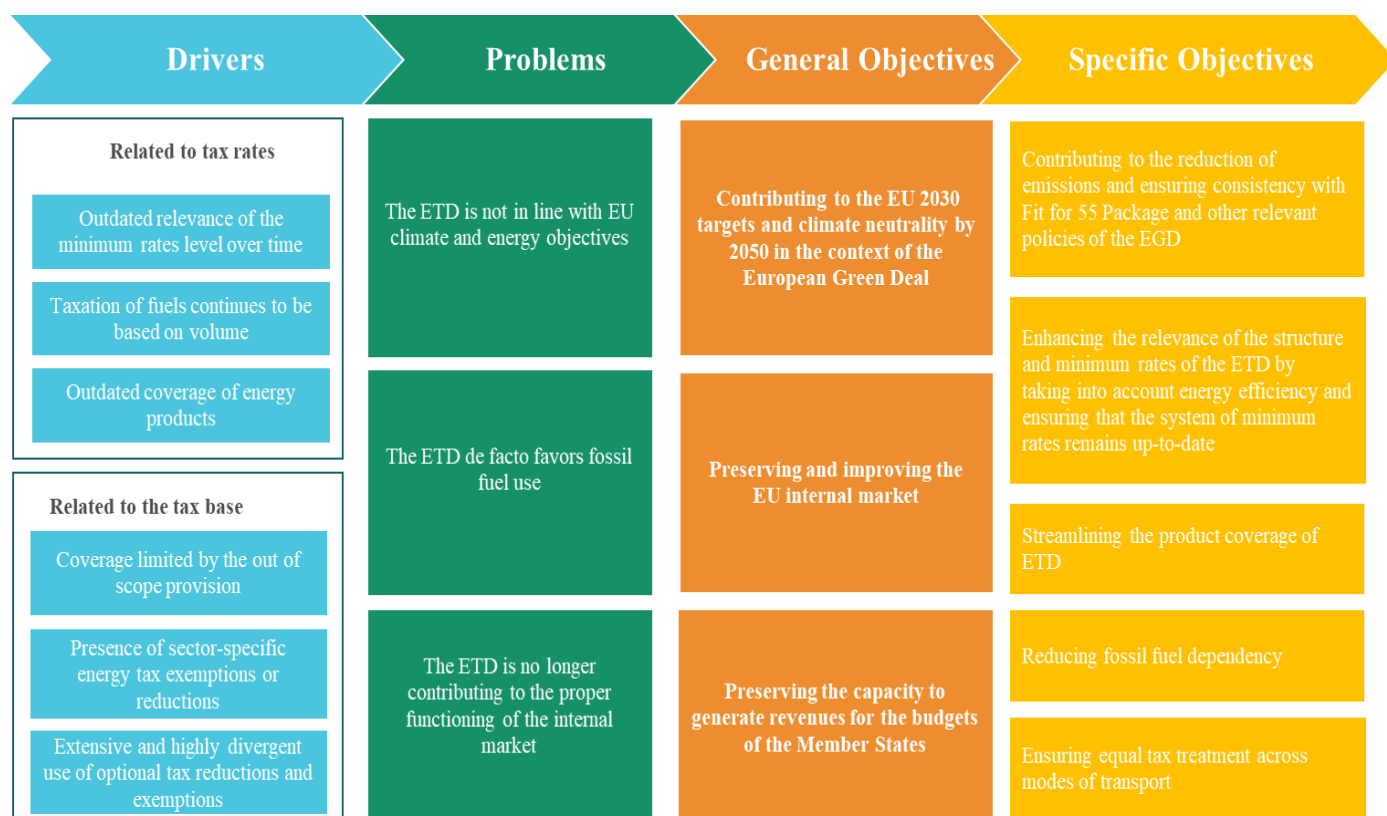 Drivers
Problems
General Objectives
Specific Objectives
Related to tax rates
Outdated relevance of the
minimum rates level over time
Taxation of fuels continues to be
based on volume
Outdated coverage of energy
products
Related to the tax base
Coverage limited by the out of
scope provision
Presence of sector-specific
energy tax exemptions or
reductions
Extensive and highly divergent
use of optional tax reductions and
exemptions
The ETD is not in line with EU
climate and energy objectives
The ETD de facto favors fossil
fuel use
The ETD is no longer
contributing to the proper
functioning of the internal
market
Contributing to the EU 2030
targets and climate neutrality by
2050 in the context of the
European Green Deal
Preserving and improving the
EU internal market
Preserving the capacity to
generate revenues for the budgets
of the Member States
Contributing to the reduction of
emissions and ensuring consistency with
Fit for 55 Package and other relevant
policies of the EGD
Enhancing the relevance of the structure
and minimum rates of the ETD by
taking into account energy efficiency and
ensuring that the system of minimum
rates remains up-to-date
Streamlining the product coverage of
ETD
Reducing fossil fuel dependency
Ensuring equal tax treatment across
modes of transport